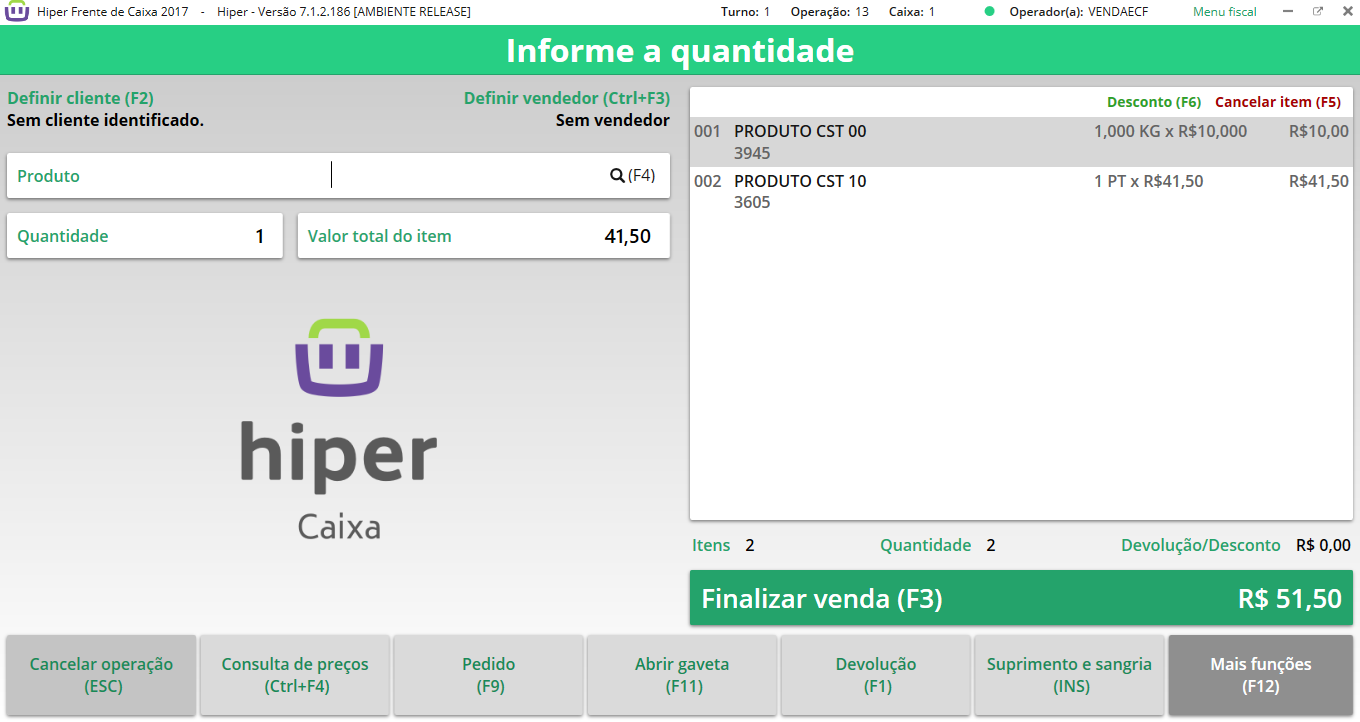 Hiper Frente de Caixa 2017 - Hiper - Versão 7.1.2.186 [AMBIENTE RELEASE] Turno: 1 Operação: 13 Caixa: 1 Operador(a): VENDAECF Menu fiscal
Informe a quantidade
Definir cliente (F2) Definir vendedor (Ctrl+F3)
Sem cliente identificado. Sem vendedor
Produto (F4)
Quantidade 1 Valor total do item 41,50
hiper
Caixa
Desconto (F6) Cancelar item (F5)
001 PRODUTO CST 00 1,000 KG x R$10,000 R$10,00
3945
002 PRODUTO CST 10 1 PT x R$41,50 R$41,50
3605
Itens 2 Quantidade 2 Devolução/Desconto R$ 0,00
Finalizar venda (F3) R$ 51,50
Cancelar operação
(ESC)
Consulta de preços
(Ctrl+F4)
Pedido
(F9)
Abrir gaveta
(F11)
Devolução
(F1)
Suprimento e sangria
(INS)
Mais funções
(F12)